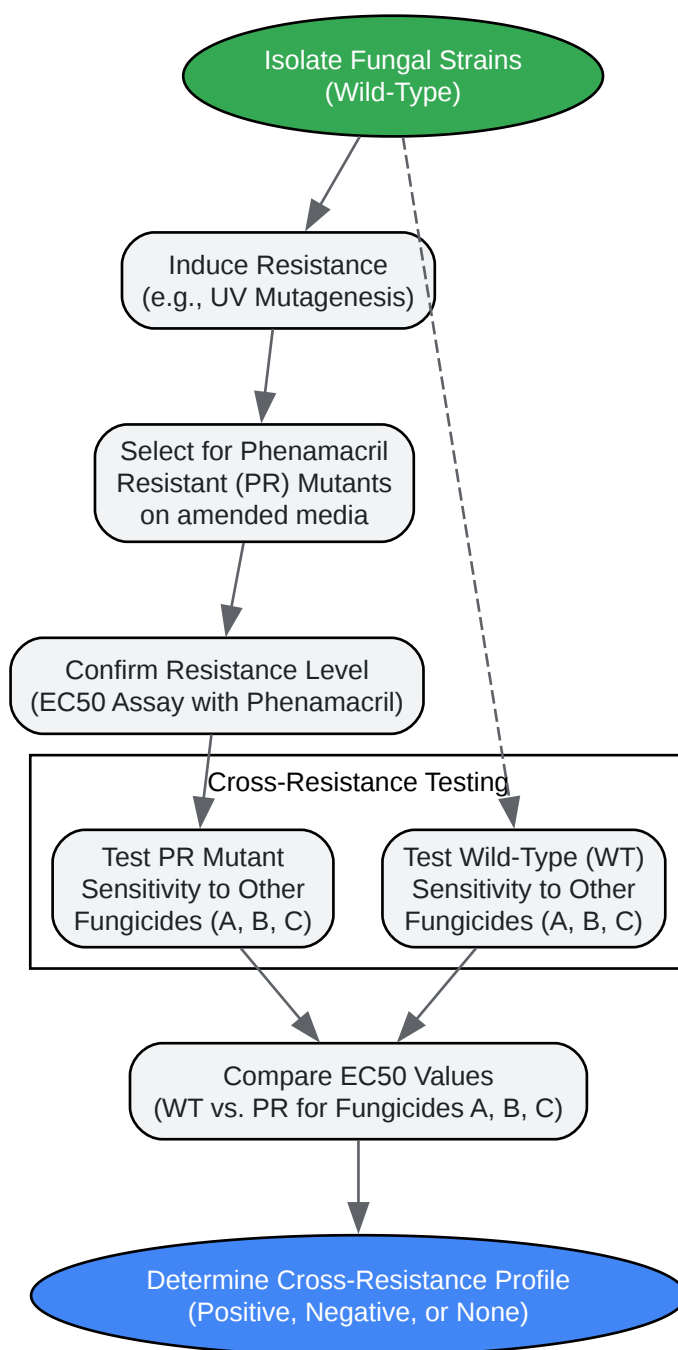 Isolate Fungal Strains
(Wild-Type)
Induce Resistance
(e.g., UV Mutagenesis)
Select for Phenamacril
Resistant (PR) Mutants
on amended media
Confirm Resistance Level
(EC50 Assay with Phenamacril)
Cross-Resistance Testing
Test PR Mutant
Sensitivity to Other
Fungicides (A, B, C)
Test Wild-Type (WT)
Sensitivity to Other
Fungicides (A, B, C)
Compare EC50 Values
(WT vs. PR for Fungicides A, B, C)
Determine Cross-Resistance Profile
(Positive, Negative, or None)